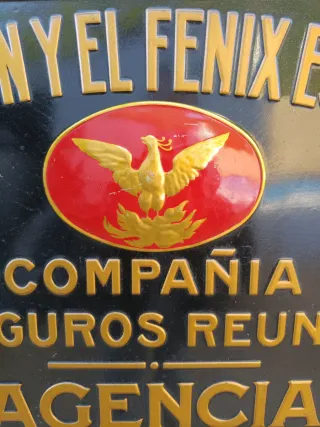 N Y EL FENIX E
COMPAÑIA
GUROS REUN
AGENCIA